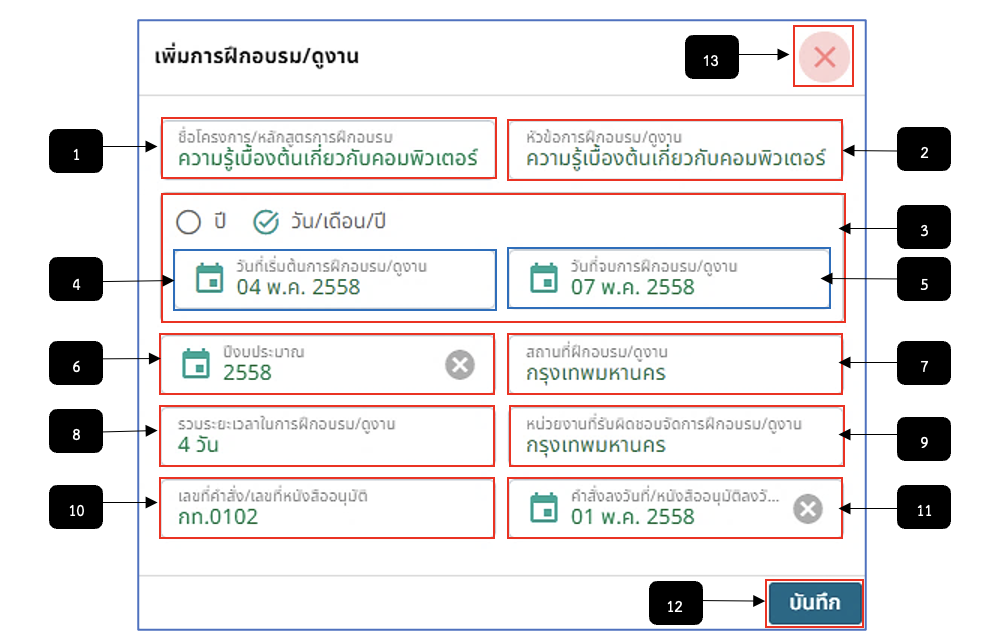 เพิ่มการฝึกอบรม/ดูงาน
13
1
ชื่อโครงการ/หลักสูตรการฝึกอบรม
ความรู้เบื้องต้นเกี่ยวกับคอมพิวเตอร์
หัวข้อการฝึกอบรม/ดูงาน
ความรู้เบื้องต้นเกี่ยวกับคอมพิวเตอร์
2
ปี
วัน/เดือน/ปี
3
4
วันที่เริ่มต้นการฝึกอบรม/ดูงาน
04 พ.ค. 2558
วันที่จบการฝึกอบรม/ดูงาน
07 พ.ค. 2558
5
6
ปีงบประมาณ
2558
สถานที่ฝึกอบรม/ดูงาน
กรุงเทพมหานคร
7
8
รวมระยะเวลาในการฝึกอบรม/ดูงาน
4 วัน
หน่วยงานที่รับผิดชอบจัดการฝึกอบรม/ดูงาน
กรุงเทพมหานคร
9
10
เลขที่คำสั่ง/เลขที่หนังสืออนุมัติ
กท.0102
คำสั่งลงวันที่/หนังสืออนุมัติลงวั...
01 พ.ค. 2558
11
12
บันทึก